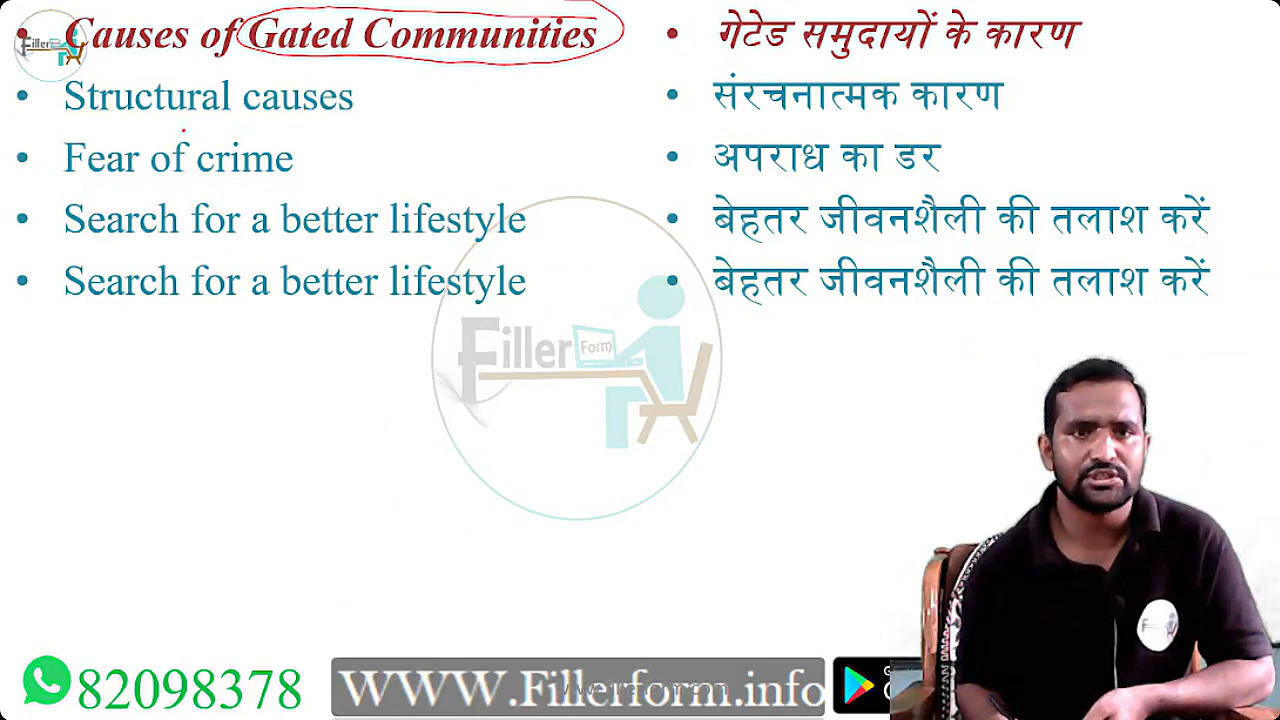 • Causes of Gated Communities
• Structural causes
• Fear of crime
• Search for a better lifestyle
• Search for a better lifestyle
• गेटेड समुदायों के कारण
• संरचनात्मक कारण
• अपराध का डर
• बेहतर जीवनशैली की तलाश करें
• बेहतर जीवनशैली की तलाश करें
Filler Form
82098378
WWW.Fillerform.info